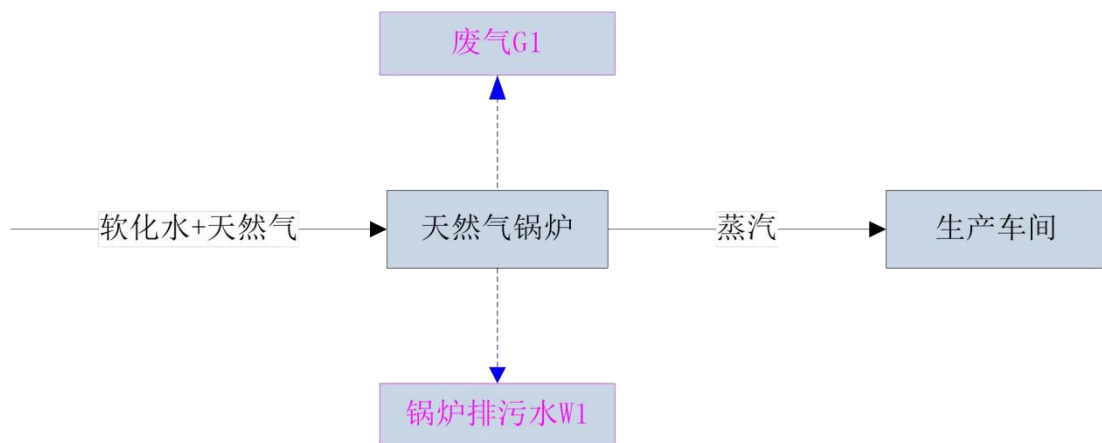 废气G1
软化水+天然气
天然气锅炉
蒸汽
生产车间
锅炉排污水W1